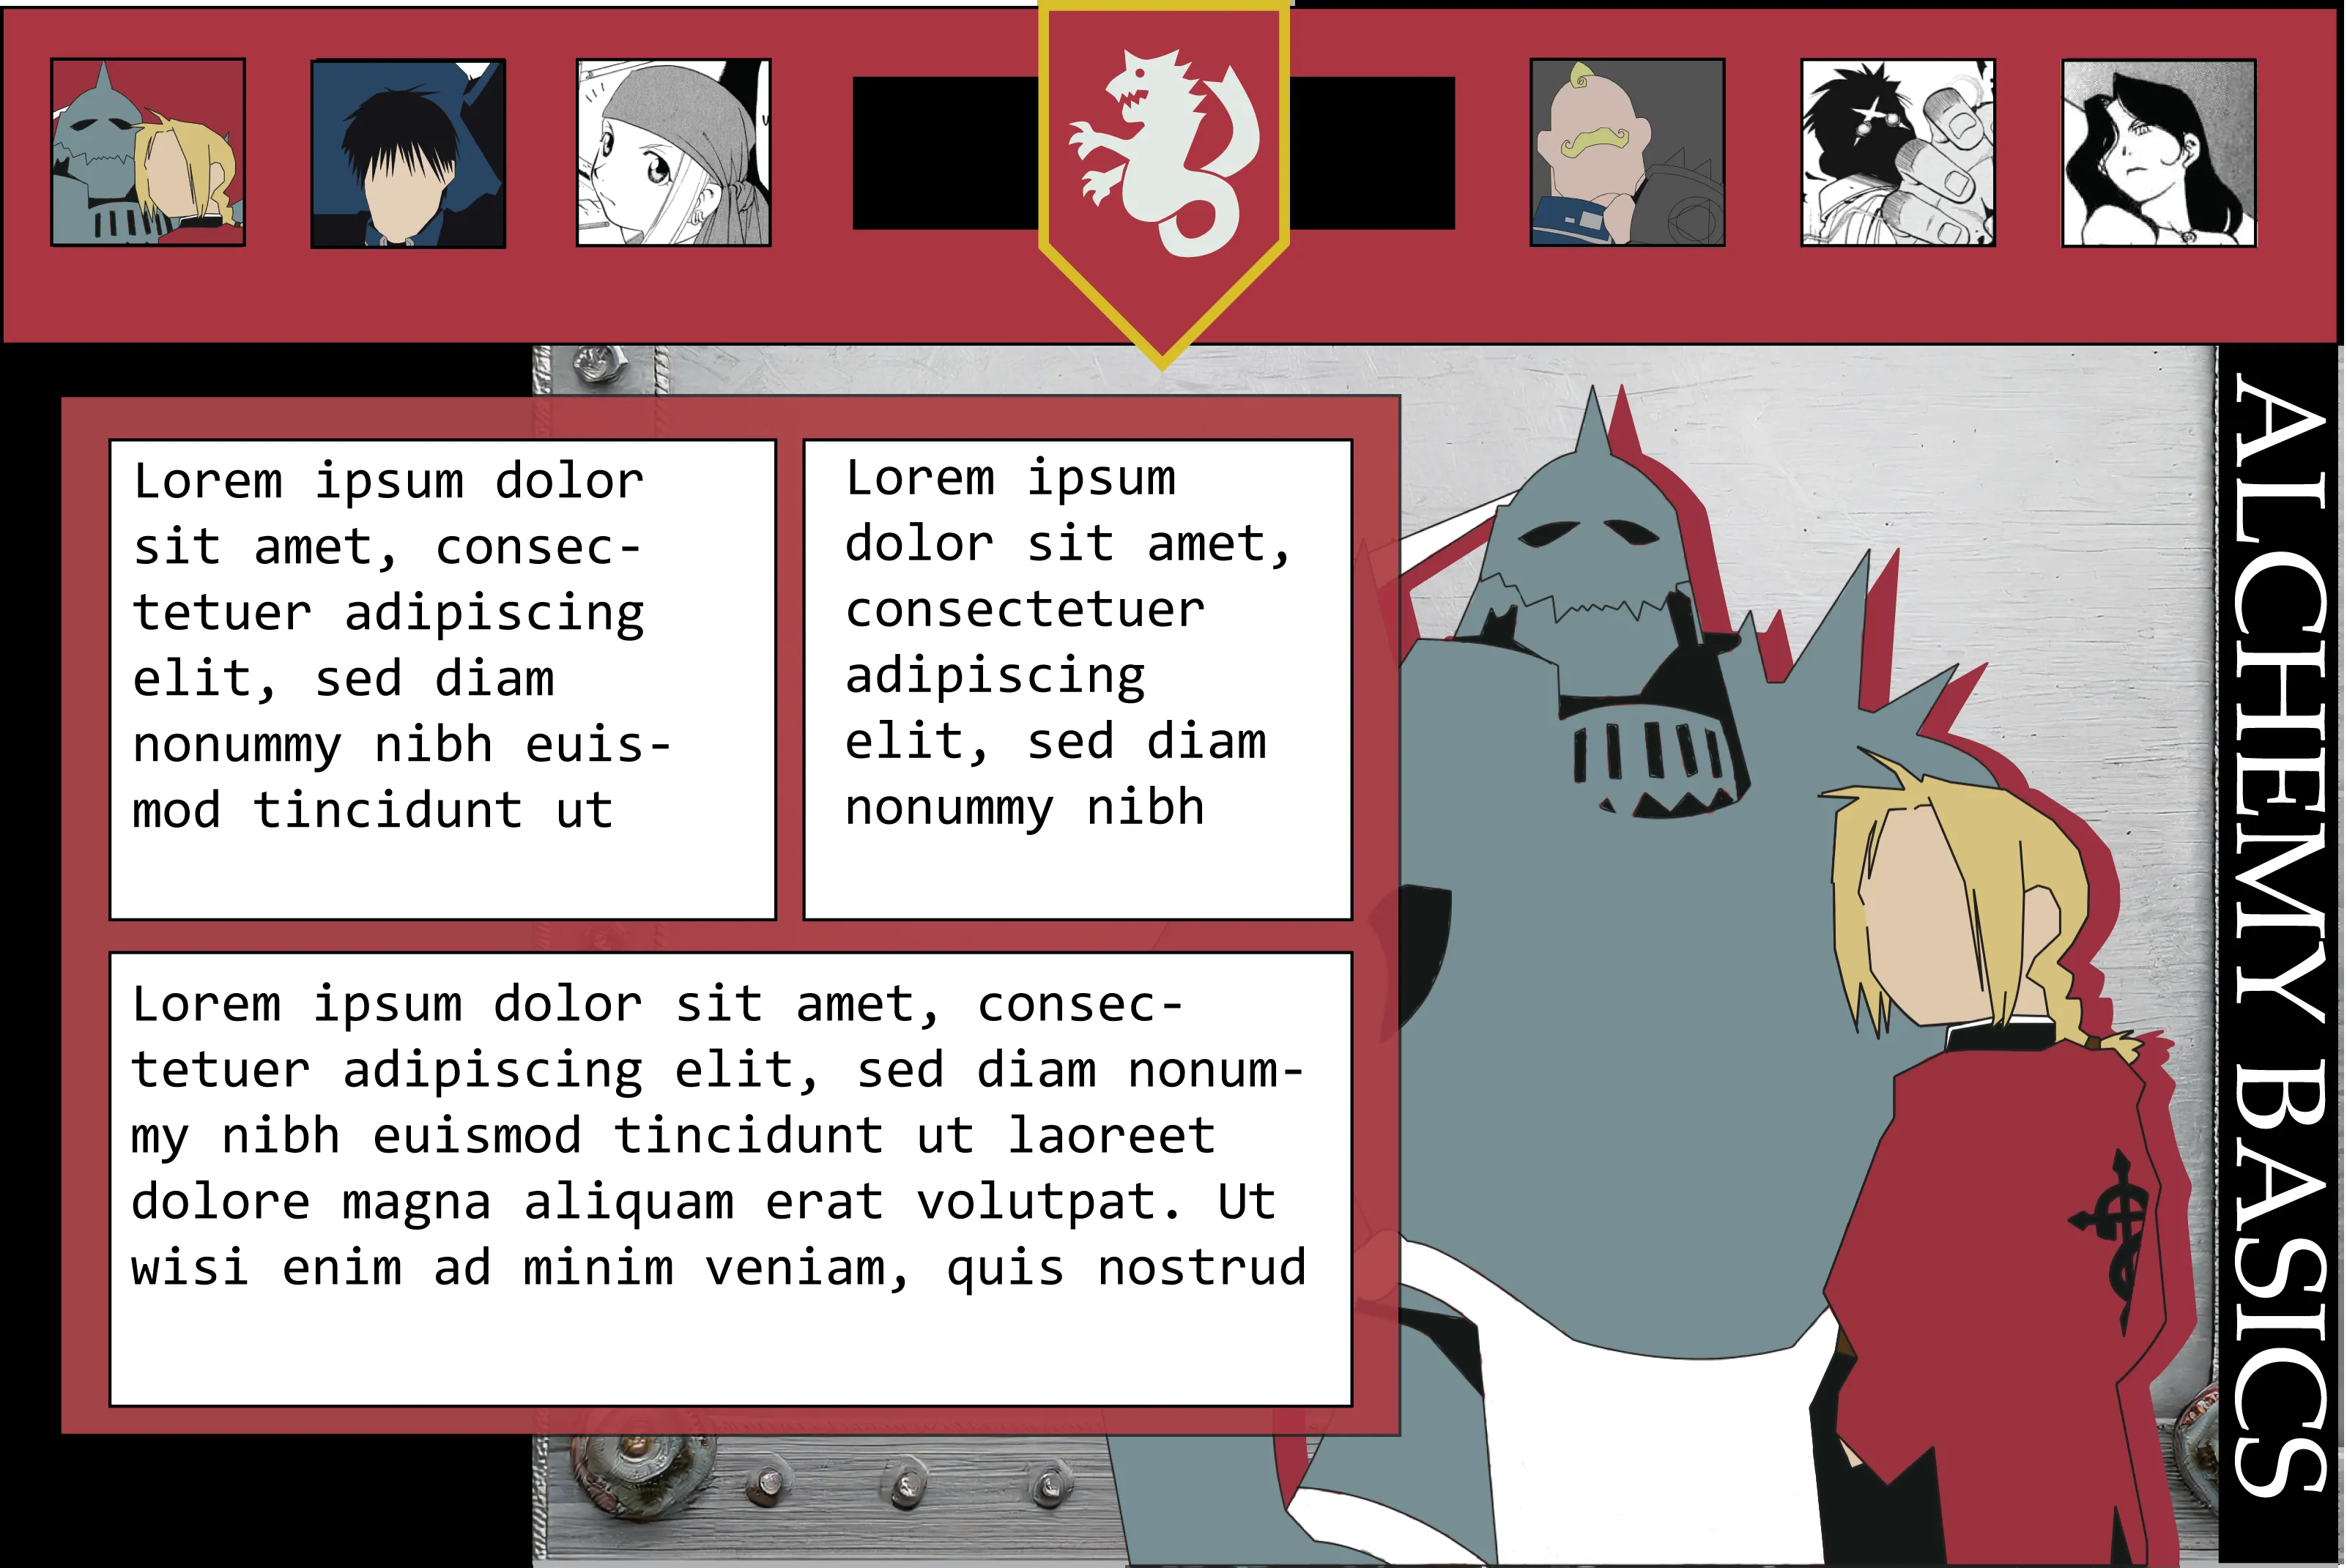 Lorem ipsum dolor
sit amet, consec-
tetuer adipiscing
elit, sed diam
nonummy nibh euis-
mod tincidunt ut
Lorem ipsum
dolor sit amet,
consectetuer
adipiscing
elit, sed diam
nonummy nibh
Lorem ipsum dolor sit amet, consec-
tetuer adipiscing elit, sed diam nonum-
my nibh euismod tincidunt ut laoreet
dolore magna aliquam erat volutpat. Ut
wisi enim ad minim veniam, quis nostrud
ALCHEMY BASICS